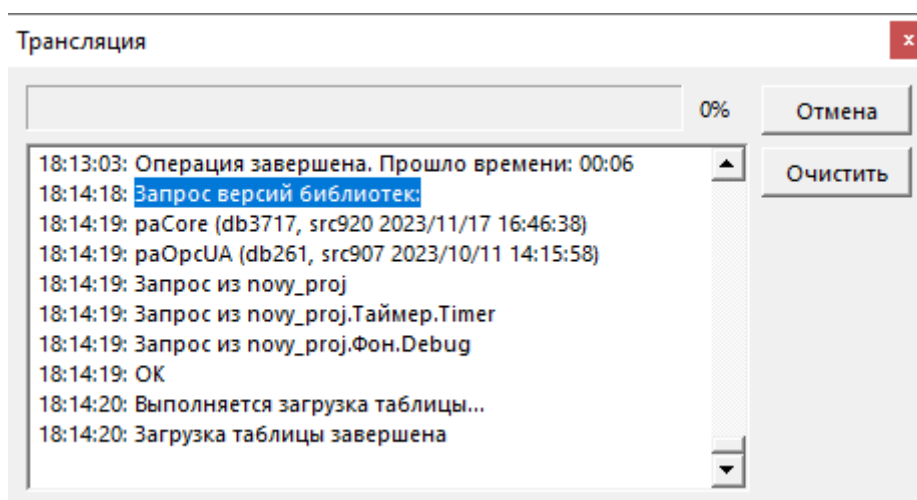 Трансляция
x
0%
Отмена
Очистить
18:13:03: Операция завершена. Прошло времени: 00:06
18:14:18: Запрос версий библиотек:
18:14:19: paCore (db3717, src920 2023/11/17 16:46:38)
18:14:19: paOpcUA (db261, src907 2023/10/11 14:15:58)
18:14:19: Запрос из novy_proj
18:14:19: Запрос из novy_proj.Таймер.Timer
18:14:19: Запрос из novy_proj.Фон.Debug
18:14:19: OK
18:14:20: Выполняется загрузка таблицы...
18:14:20: Загрузка таблицы завершена